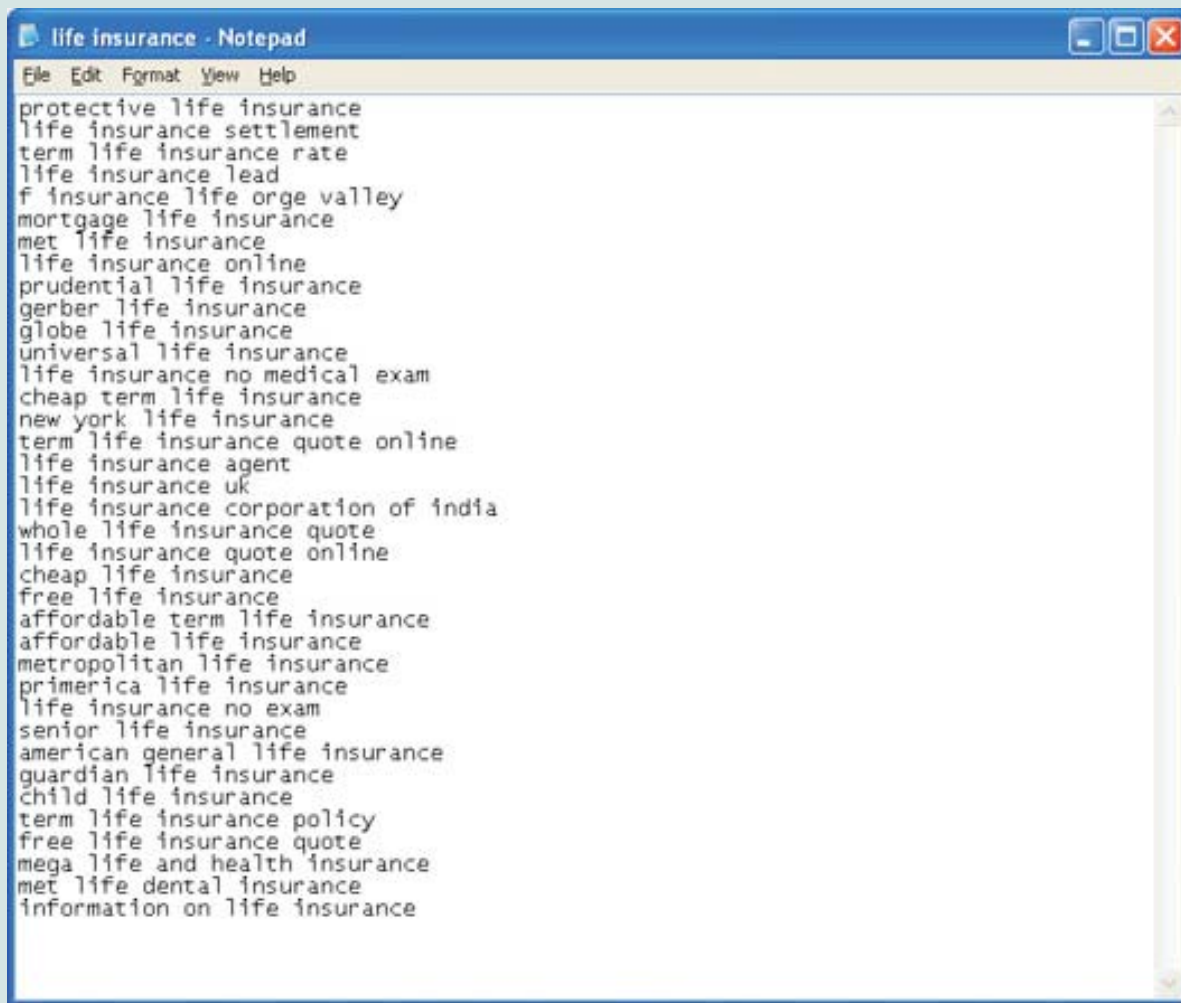 life insurance - Notepad
File Edit Format View Help
protective life insurance
life insurance settlement
term life insurance rate
life insurance lead
f insurance life orge valley
mortgage life insurance
met life insurance
life insurance online
prudential life insurance
gerber life insurance
globe life insurance
universal life insurance
life insurance no medical exam
cheap term life insurance
new york life insurance
term life insurance quote online
life insurance agent
life insurance uk
life insurance corporation of india
whole life insurance quote
life insurance quote online
cheap life insurance
free life insurance
affordable term life insurance
affordable life insurance
metropolitan life insurance
primerica life insurance
life insurance no exam
senior life insurance
american general life insurance
guardian life insurance
child life insurance
term life insurance policy
free life insurance quote
mega life and health insurance
met life dental insurance
information on life insurance